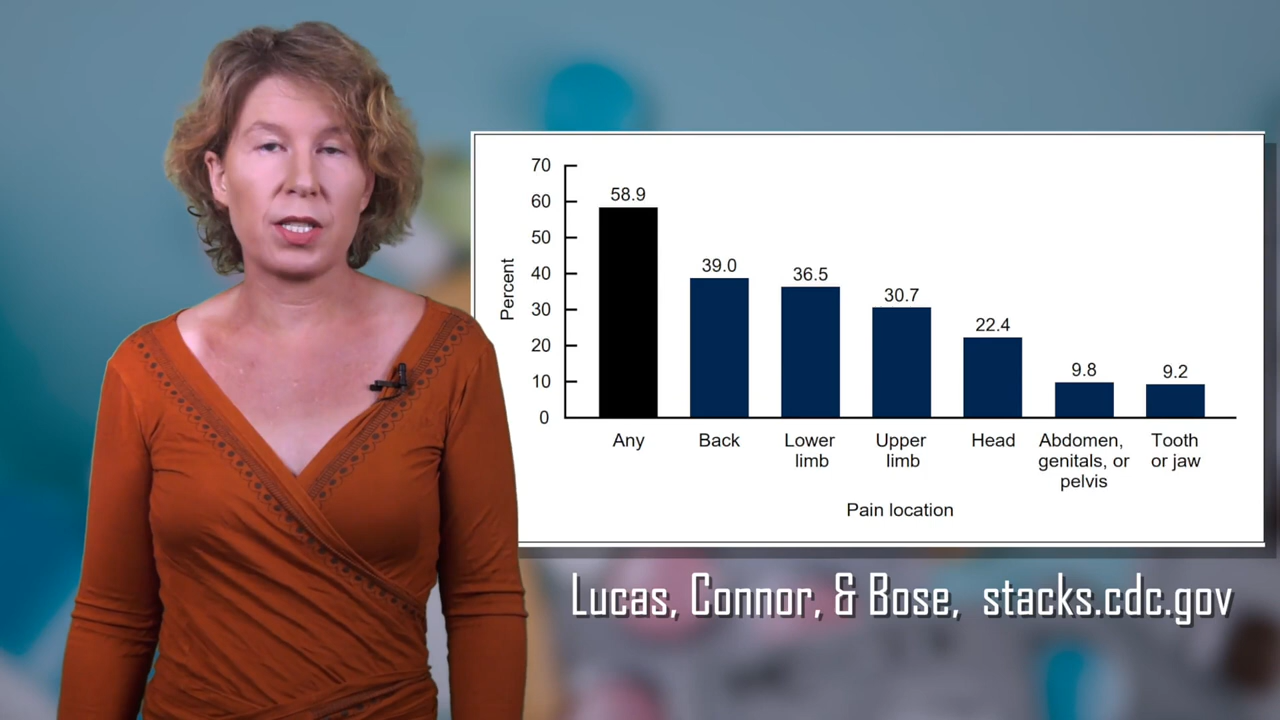 70
60
50
40
30
20
10
0
Percent
58.9
39.0
36.5
30.7
22.4
9.8
9.2
Any
Back
Lower
limb
Upper
limb
Head
Abdomen,
genitals, or
pelvis
Tooth
or jaw
Pain location
Lucas, Connor, & Bose, stacks.cdc.gov